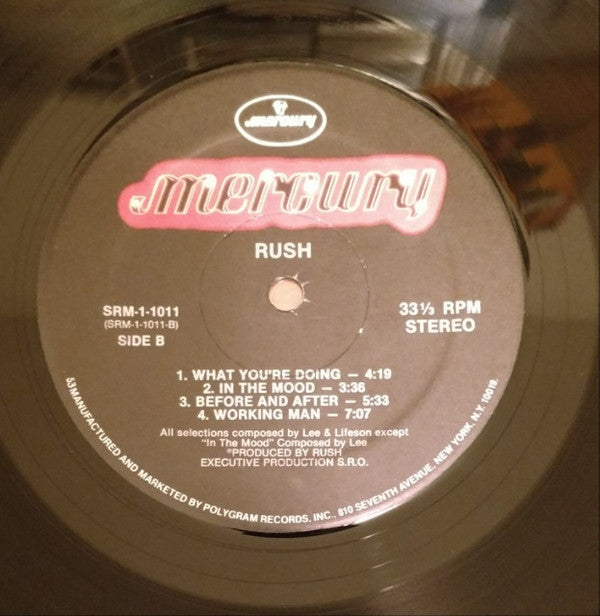 mercury
mercury
RUSH
SRM-1-1011
(SRM-1-1011-B)
SIDE B
33⅓ RPM
STEREO
1. WHAT YOU'RE DOING — 4:19
2. IN THE MOOD — 3:36
3. BEFORE AND AFTER — 5:33
4. WORKING MAN — 7:07
All selections composed by Lee & Lifeson except
"In The Mood" Composed by Lee
*PRODUCED BY RUSH
EXECUTIVE PRODUCTION S.R.O.
53 MANUFACTURED AND MARKETED BY POLYGRAM RECORDS, INC., 810 SEVENTH AVENUE, NEW YORK, N.Y. 10019.